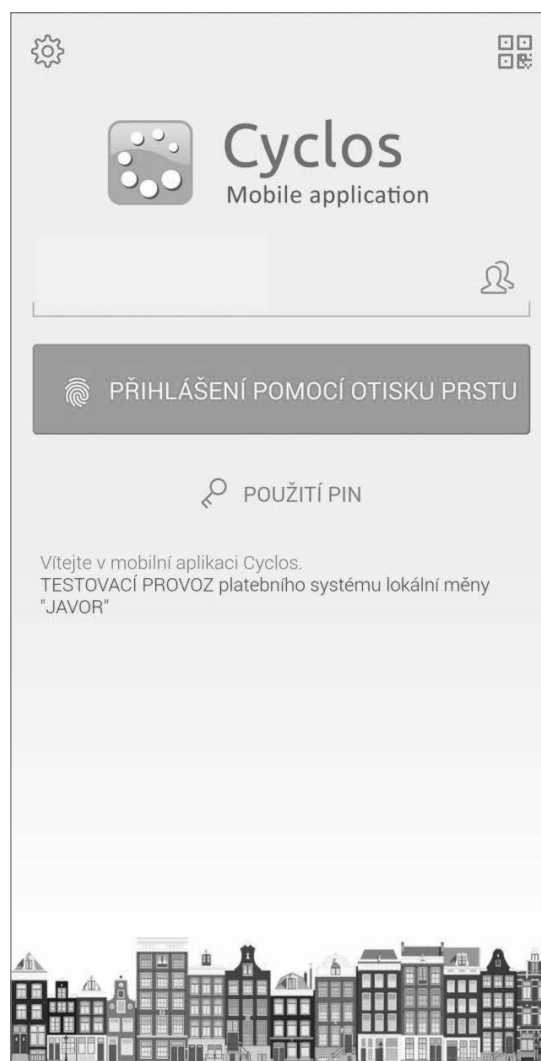 Cyclos
Mobile application
PŘIHLÁŠENÍ POMOCÍ OTISKU PRSTU
POUŽITÍ PIN
Vítejte v mobilní aplikaci Cyclos.
TESTOVACÍ PROVOZ platebního systému lokální měny
"JAVOR"